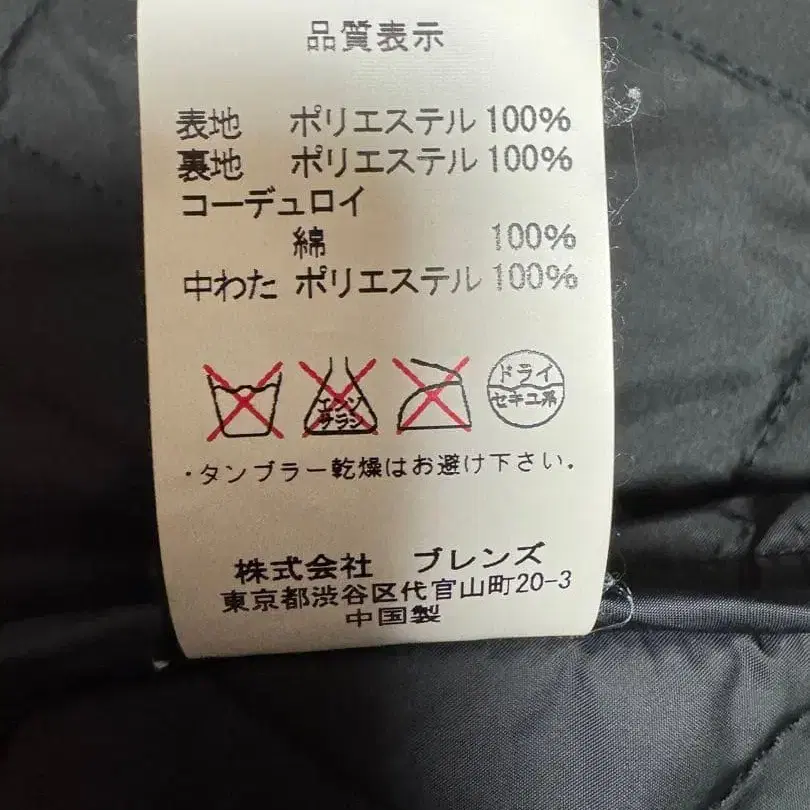 品質表示
表地 ポリエステル 100%
裏地 ポリエステル 100%
コーデュロイ
綿 100%
中わた ポリエステル 100%
エンソ
サラシ
ドライ
セキユ系
・タンブラー乾燥はお避け下さい.
株式会社 ブレンズ
東京都渋谷区代官山町20-3
中国製